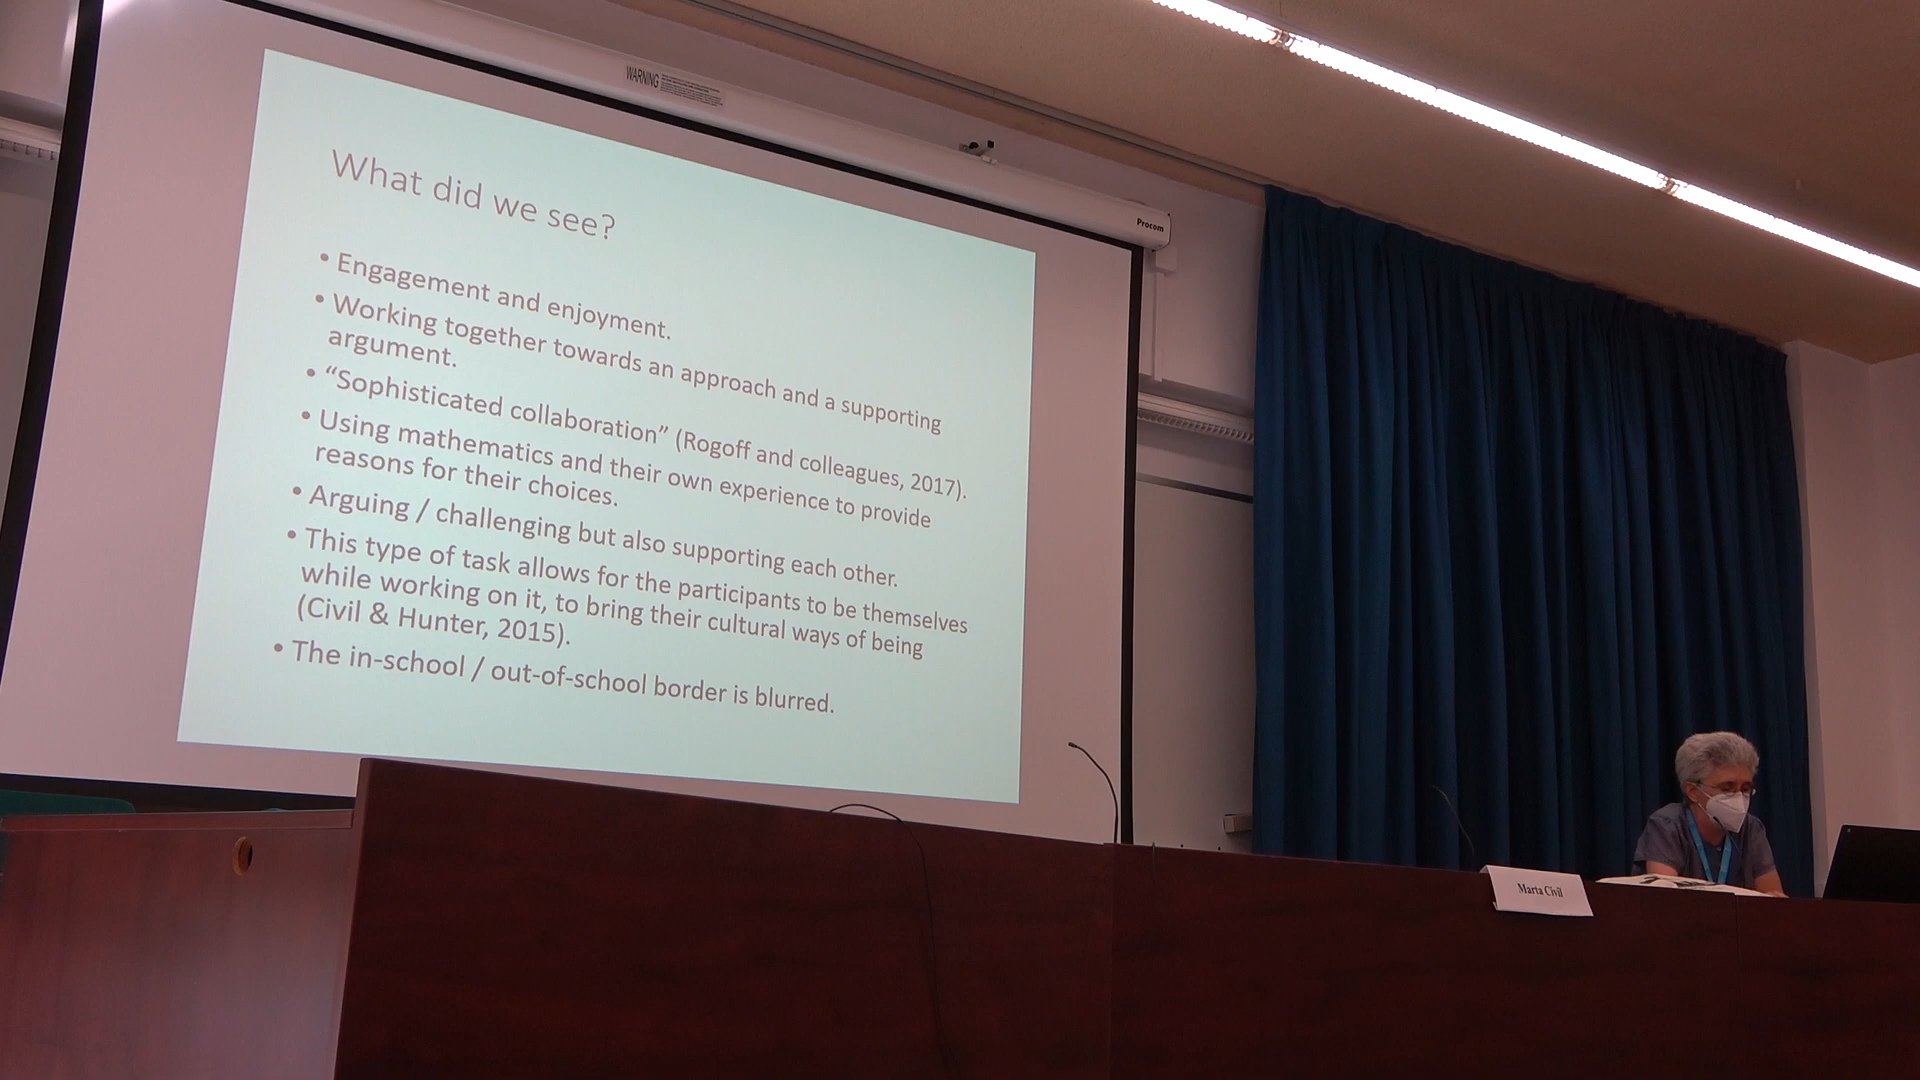 WARNING
Procom
What did we see?
• Engagement and enjoyment.
• Working together towards an approach and a supporting
argument.
• “Sophisticated collaboration” (Rogoff and colleagues, 2017).
• Using mathematics and their own experience to provide
reasons for their choices.
• Arguing / challenging but also supporting each other.
• This type of task allows for the participants to be themselves
while working on it, to bring their cultural ways of being
(Civil & Hunter, 2015).
• The in-school / out-of-school border is blurred.
Marta Civil